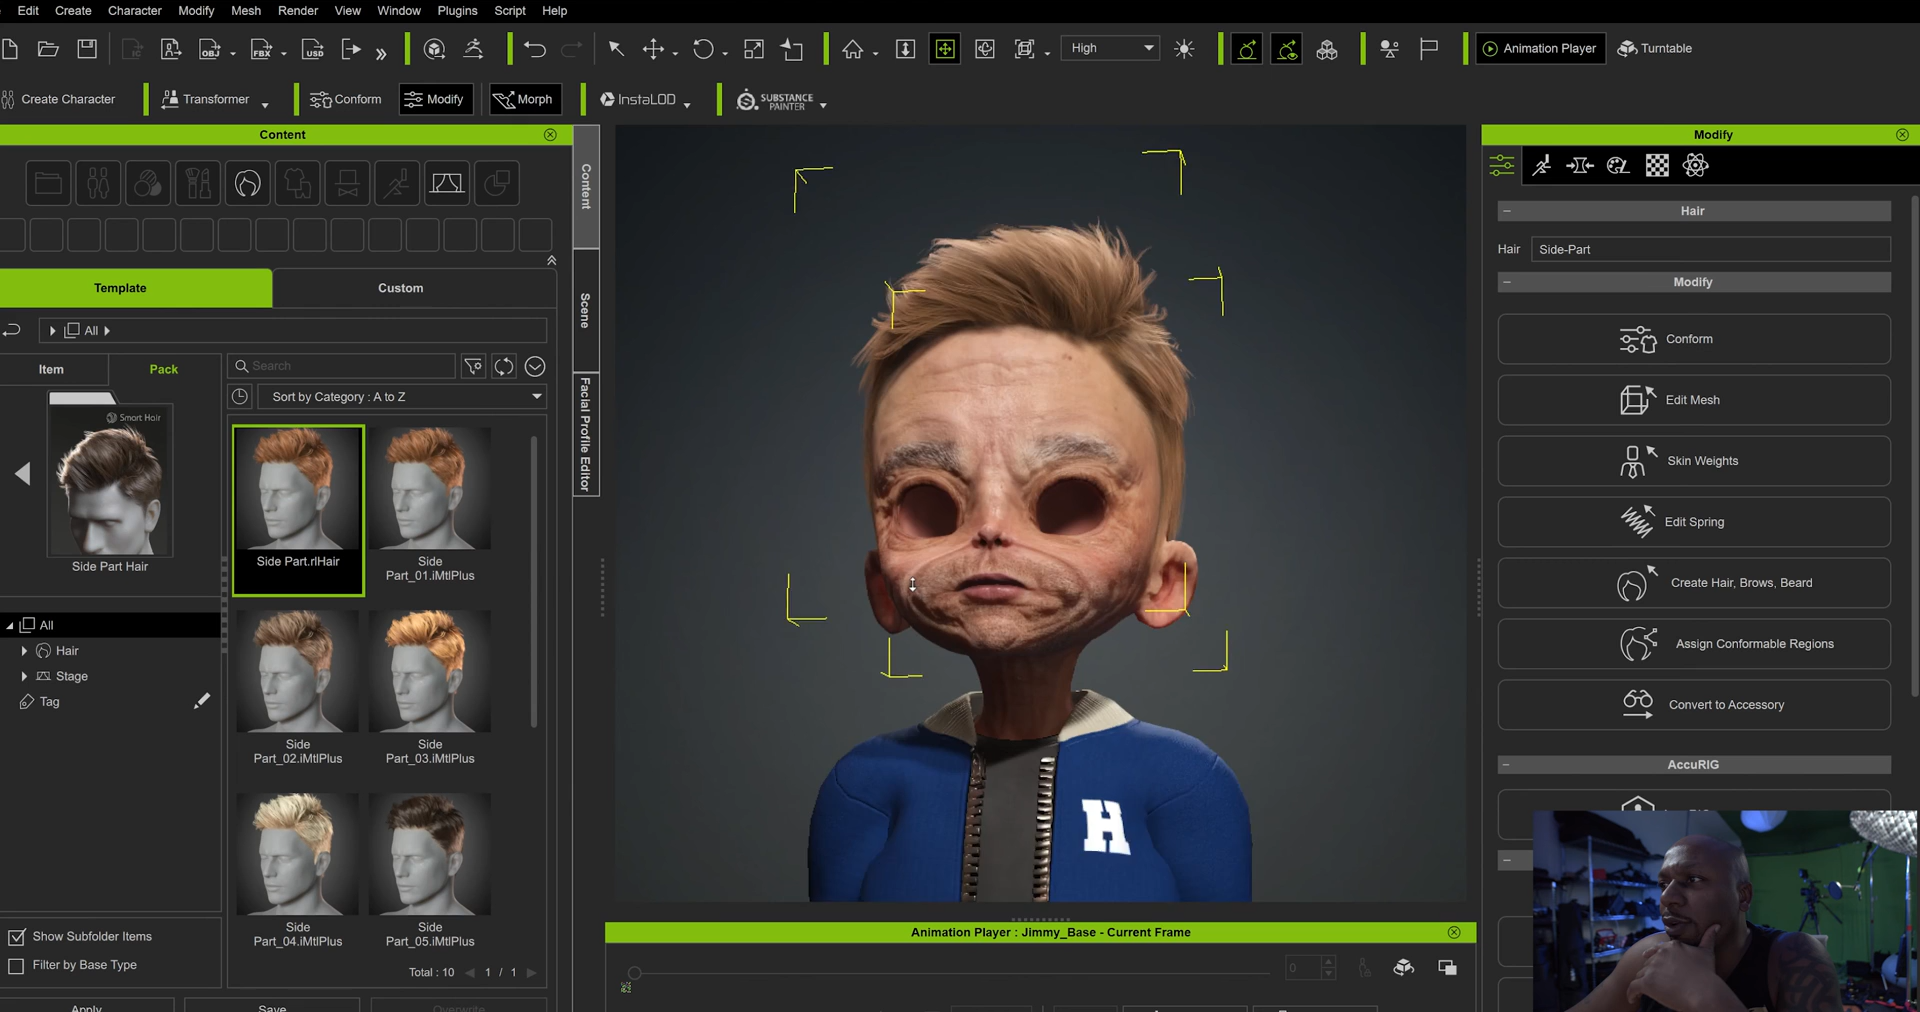 Edit Create Character Modify Mesh Render View Window Plugins Script Help
OBJ FBX USD High Animation Player Turntable
Create Character Transformer Conform Modify Morph InstaLOD SUBSTANCE PAINTER
Content
Content
Scene
Facial Profile Editor
Template Custom
All
Item Pack
Search
Sort by Category : A to Z
Smart Hair
Side Part Hair
All
Hair
Stage
Tag
Side Part.rlHair
Side
Part_01.iMtlPlus
Side
Part_02.iMtlPlus
Side
Part_03.iMtlPlus
Side
Part_04.iMtlPlus
Side
Part_05.iMtlPlus
Show Subfolder Items
Filter by Base Type
Total : 10 1 / 1
Apply Save Overwrite
H
Animation Player : Jimmy_Base - Current Frame
0
Modify
Hair
Hair Side-Part
Modify
Conform
Edit Mesh
Skin Weights
Edit Spring
Create Hair, Brows, Beard
Assign Conformable Regions
Convert to Accessory
AccuRIG